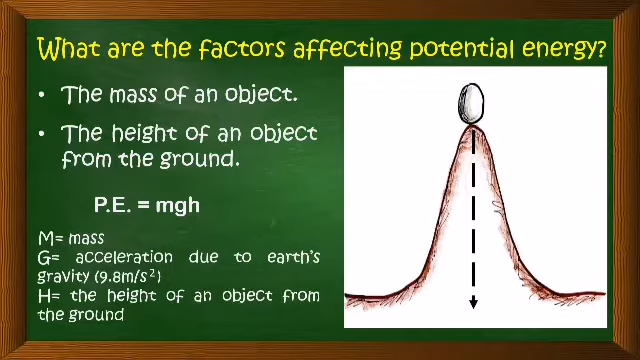 What are the factors affecting potential energy?
• The mass of an object.
• The height of an object
from the ground.
P.E. = mgh
M= mass
G= acceleration due to earth's
gravity (9.8m/s²)
H= the height of an object from
the ground